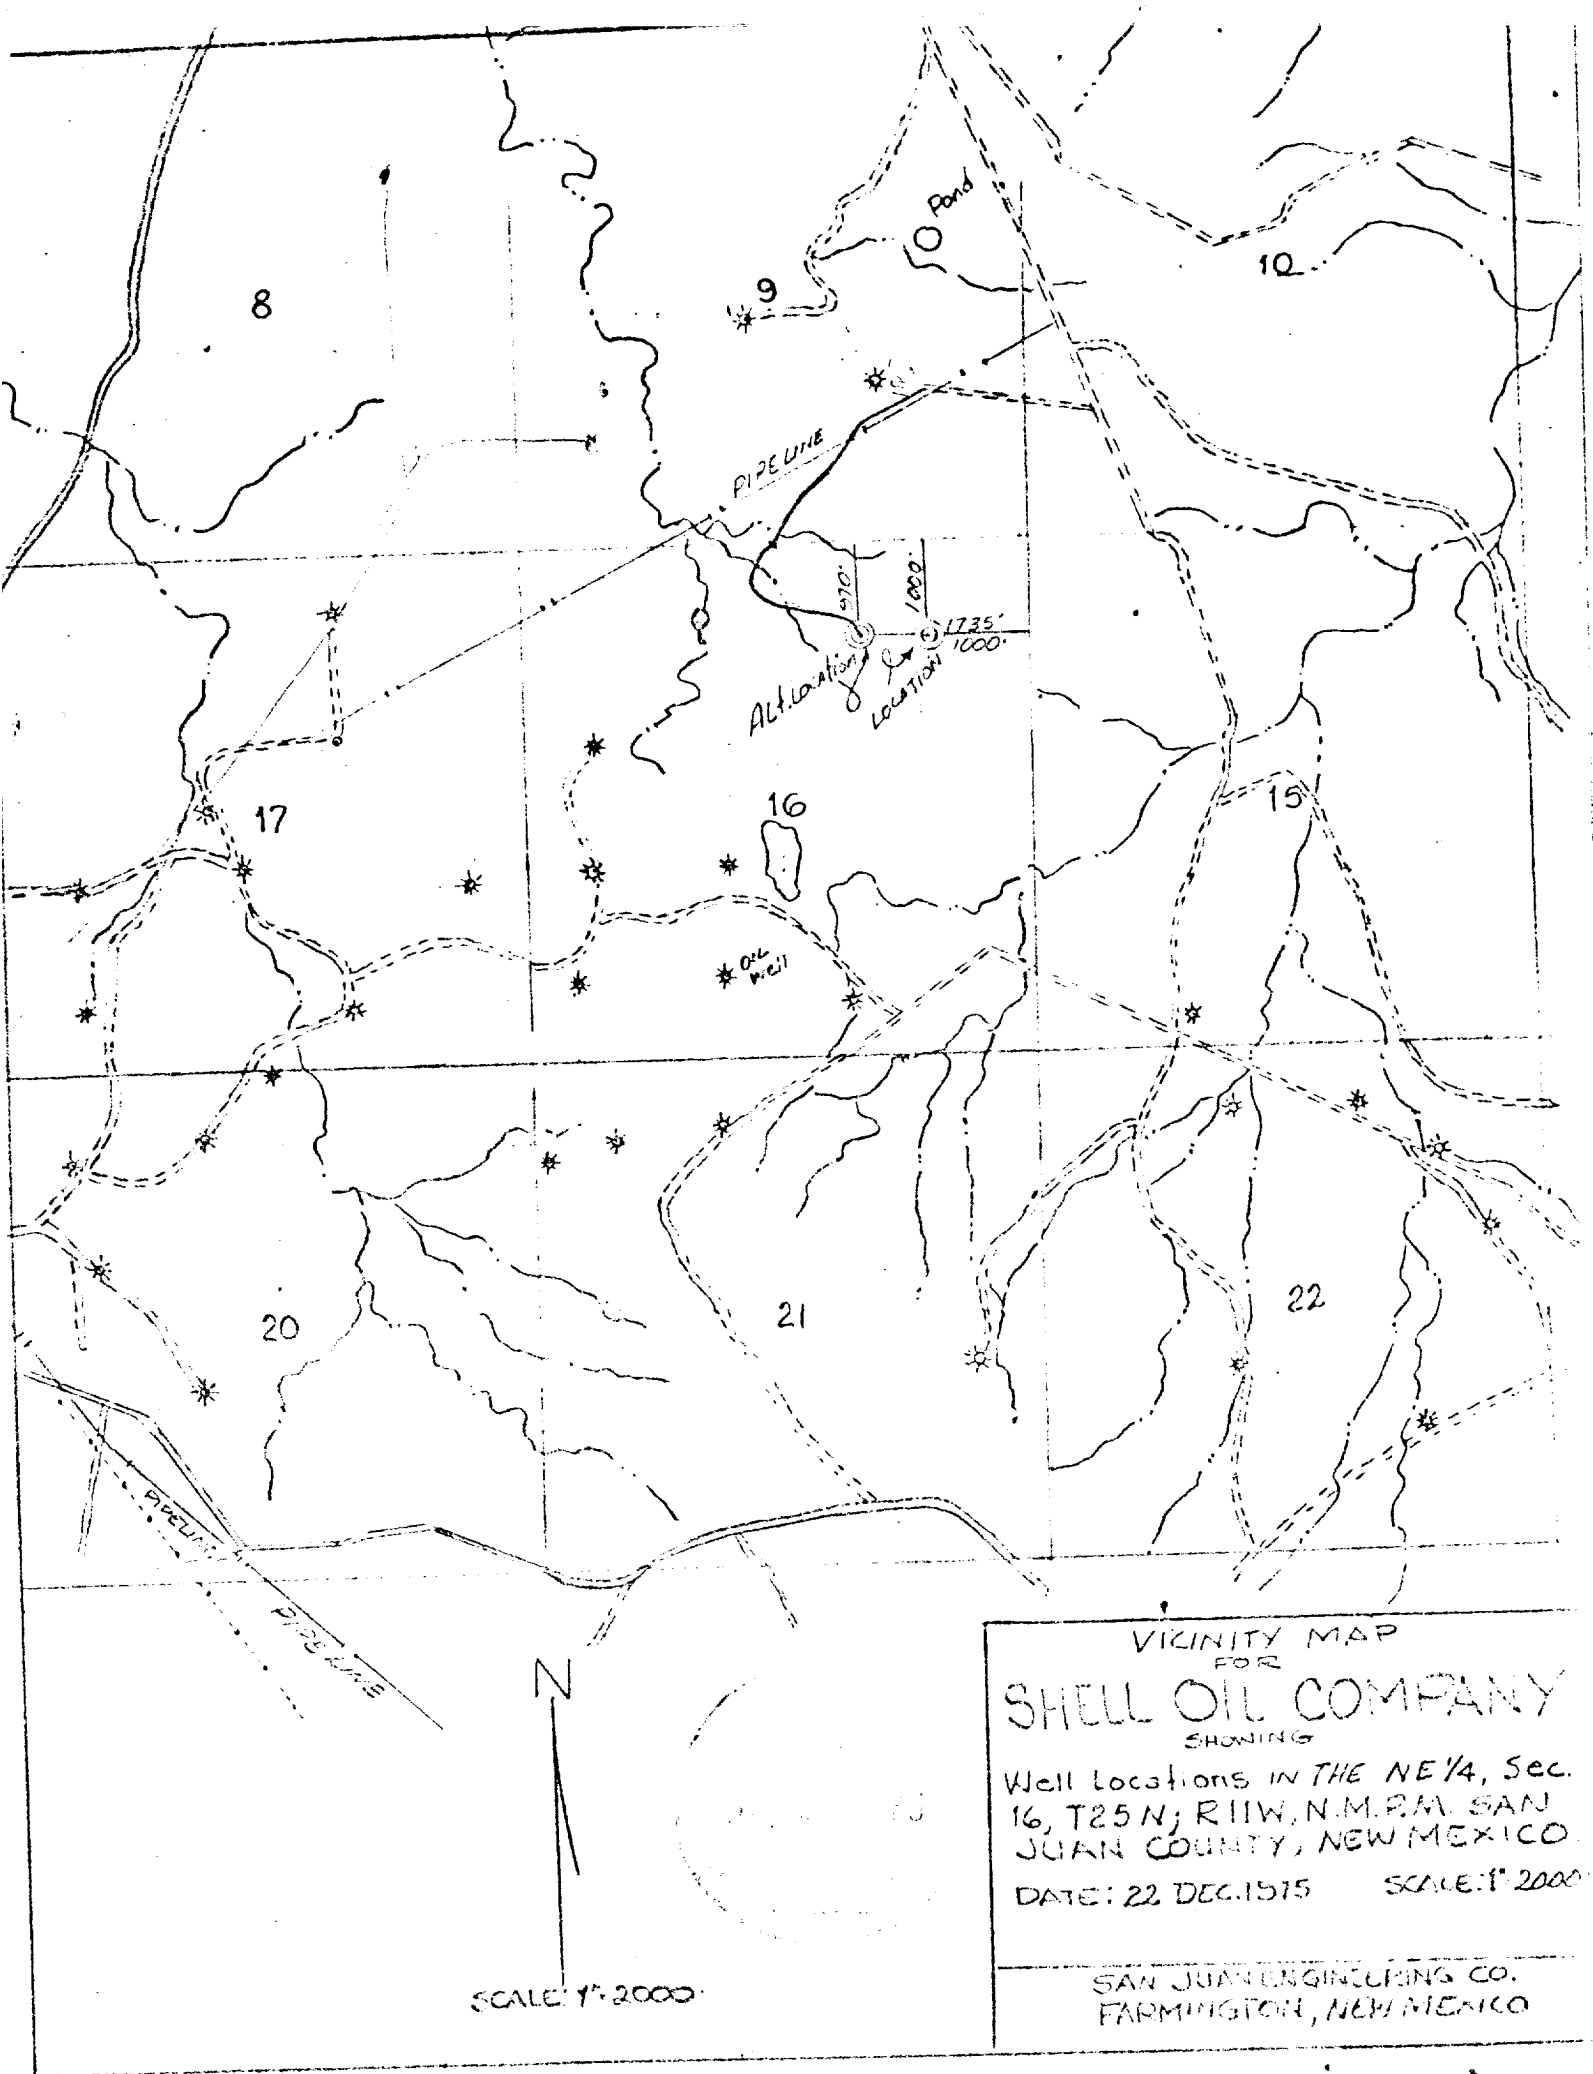 Pond
8
9
10
PIPELINE
970'
1000'
1735'
1000'
Alt. Location
LOCATION
17
16
15
OIL
Well
20
21
22
PIPELINE
PIPELINE
N
SCALE: 1"=2000'
VICINITY MAP
FOR
SHELL OIL COMPANY
SHOWING
Well Locations IN THE NE 1/4, Sec.
16, T25N; R11W, N.M.P.M. SAN
JUAN COUNTY, NEW MEXICO
DATE: 22 DEC. 1975 SCALE: 1" 2000'
SAN JUAN ENGINEERING CO.
FARMINGTON, NEW MEXICO